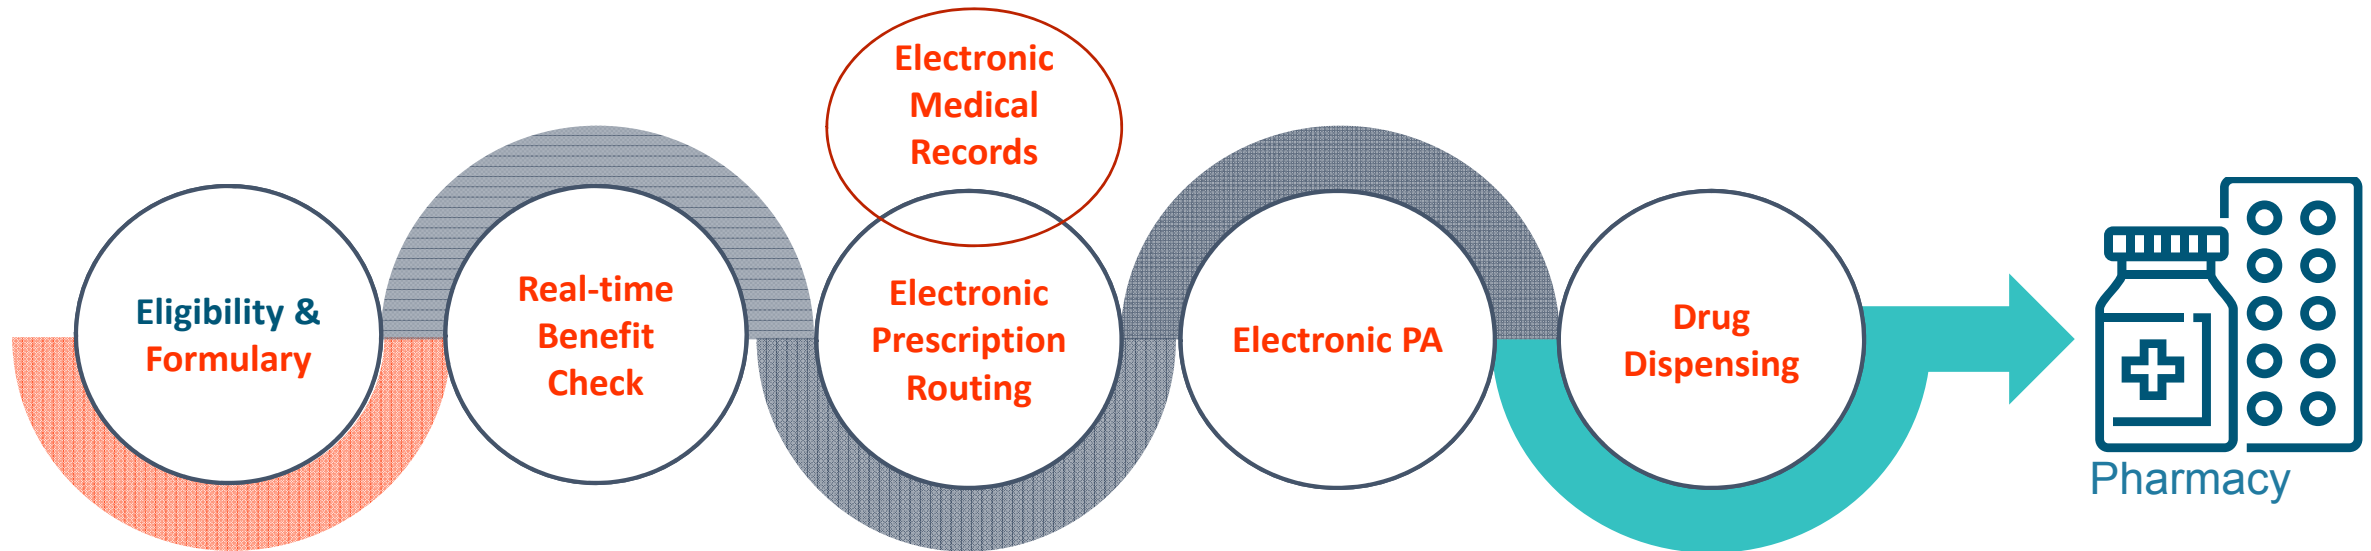 Eligibility &
Formulary
Real-time
Benefit
Check
Electronic
Medical
Records
Electronic
Prescription
Routing
Electronic PA
Drug
Dispensing
Pharmacy